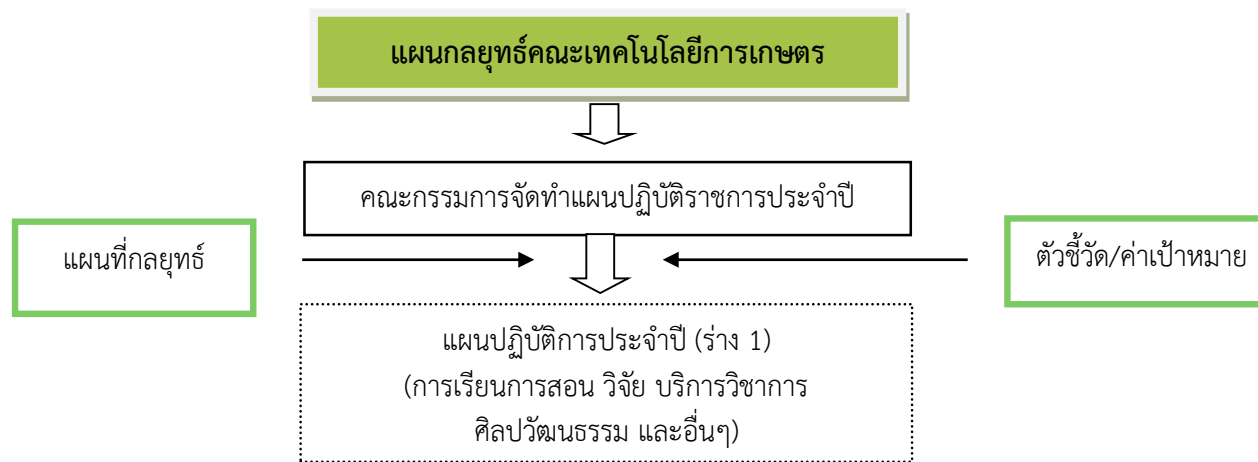 แผนกลยุทธ์คณะเทคโนโลยีการเกษตร
คณะกรรมการจัดทำแผนปฏิบัติราชการประจำปี
แผนที่กลยุทธ์
ตัวชี้วัด/ค่าเป้าหมาย
แผนปฏิบัติการประจำปี (ร่าง 1)
(การเรียนการสอน วิจัย บริการวิชาการ
ศิลปวัฒนธรรม และอื่นๆ)